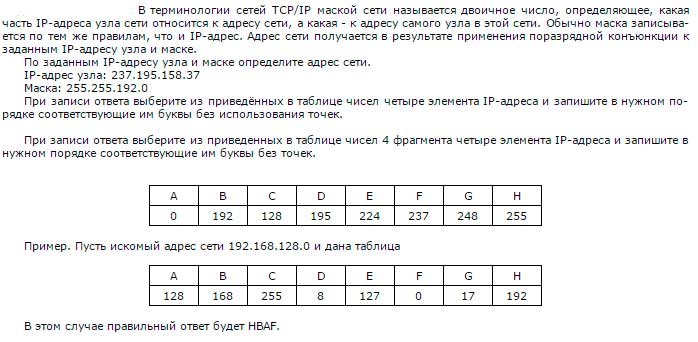 В терминологии сетей TCP/IP маской сети называется двоичное число, определяющее, какая
часть IP-адреса узла сети относится к адресу сети, а какая - к адресу самого узла в этой сети. Обычно маска записыва-
ется по тем же правилам, что и IP-адрес. Адрес сети получается в результате применения поразрядной конъюнкции к
заданным IP-адресу узла и маске.
По заданным IP-адресу узла и маске определите адрес сети.
IP-адрес узла: 237.195.158.37
Маска: 255.255.192.0
При записи ответа выберите из приведённых в таблице чисел четыре элемента IP-адреса и запишите в нужном по-
рядке соответствующие им буквы без использования точек.
При записи ответа выберите из приведенных в таблице чисел 4 фрагмента четыре элемента IP-адреса и запишите в
нужном порядке соответствующие им буквы без точек.
A B C D E F G H
0 192 128 195 224 237 248 255
Пример. Пусть искомый адрес сети 192.168.128.0 и дана таблица
A B C D E F G H
128 168 255 8 127 0 17 192
В этом случае правильный ответ будет HBAF.